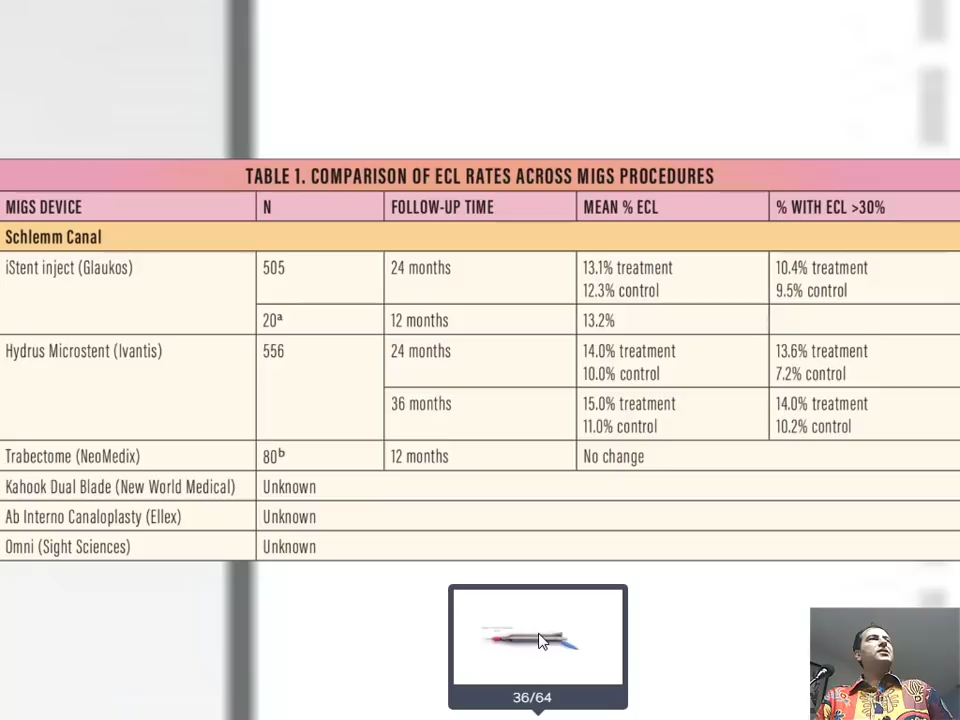 TABLE 1. COMPARISON OF ECL RATES ACROSS MIGS PROCEDURES
MIGS DEVICE N FOLLOW-UP TIME MEAN % ECL % WITH ECL >30%
Schlemm Canal
iStent inject (Glaukos) 505 24 months 13.1% treatment 10.4% treatment
12.3% control 9.5% control
20ª 12 months 13.2%
Hydrus Microstent (Ivantis) 556 24 months 14.0% treatment 13.6% treatment
10.0% control 7.2% control
36 months 15.0% treatment 14.0% treatment
11.0% control 10.2% control
Trabectome (NeoMedix) 80ᵇ 12 months No change
Kahook Dual Blade (New World Medical) Unknown
Ab Interno Canaloplasty (Ellex) Unknown
Omni (Sight Sciences) Unknown
36/64